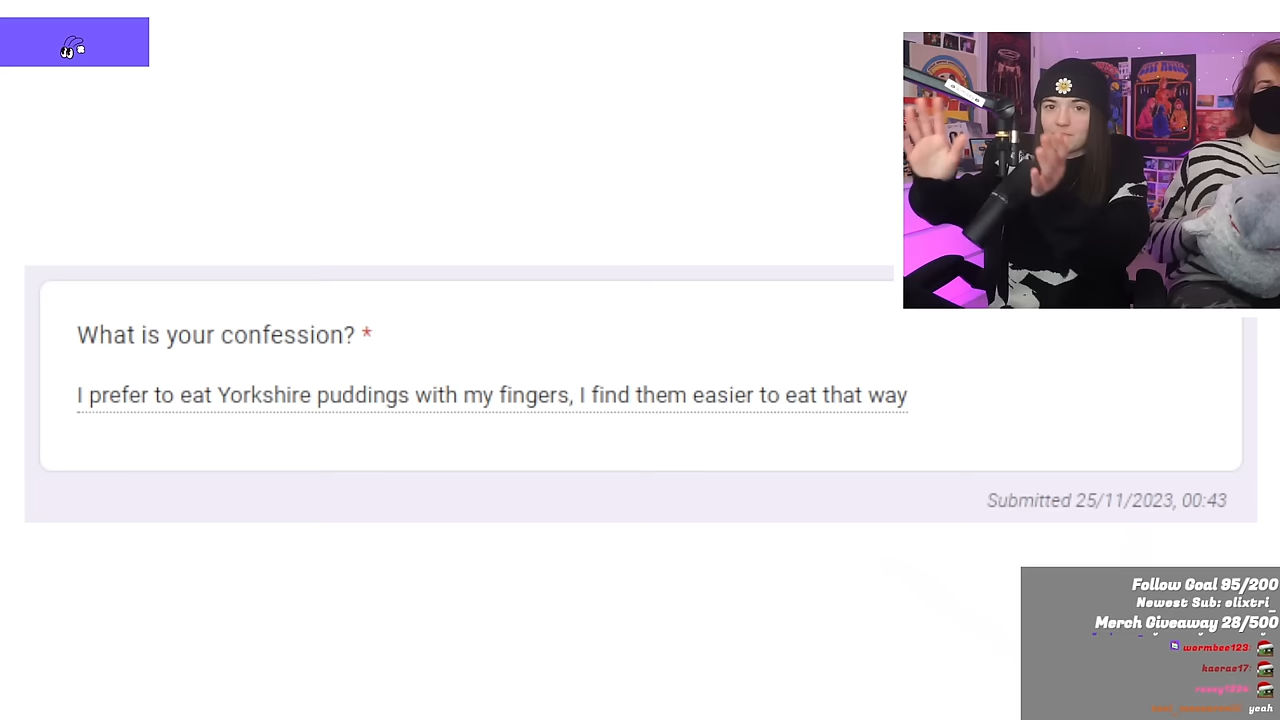 What is your confession? *
I prefer to eat Yorkshire puddings with my fingers, I find them easier to eat that way
Submitted 25/11/2023, 00:43
Follow Goal 95/200
Newest Sub: elixtri_
Merch Giveaway 28/500
wormbee123:
kaerae17:
yeah